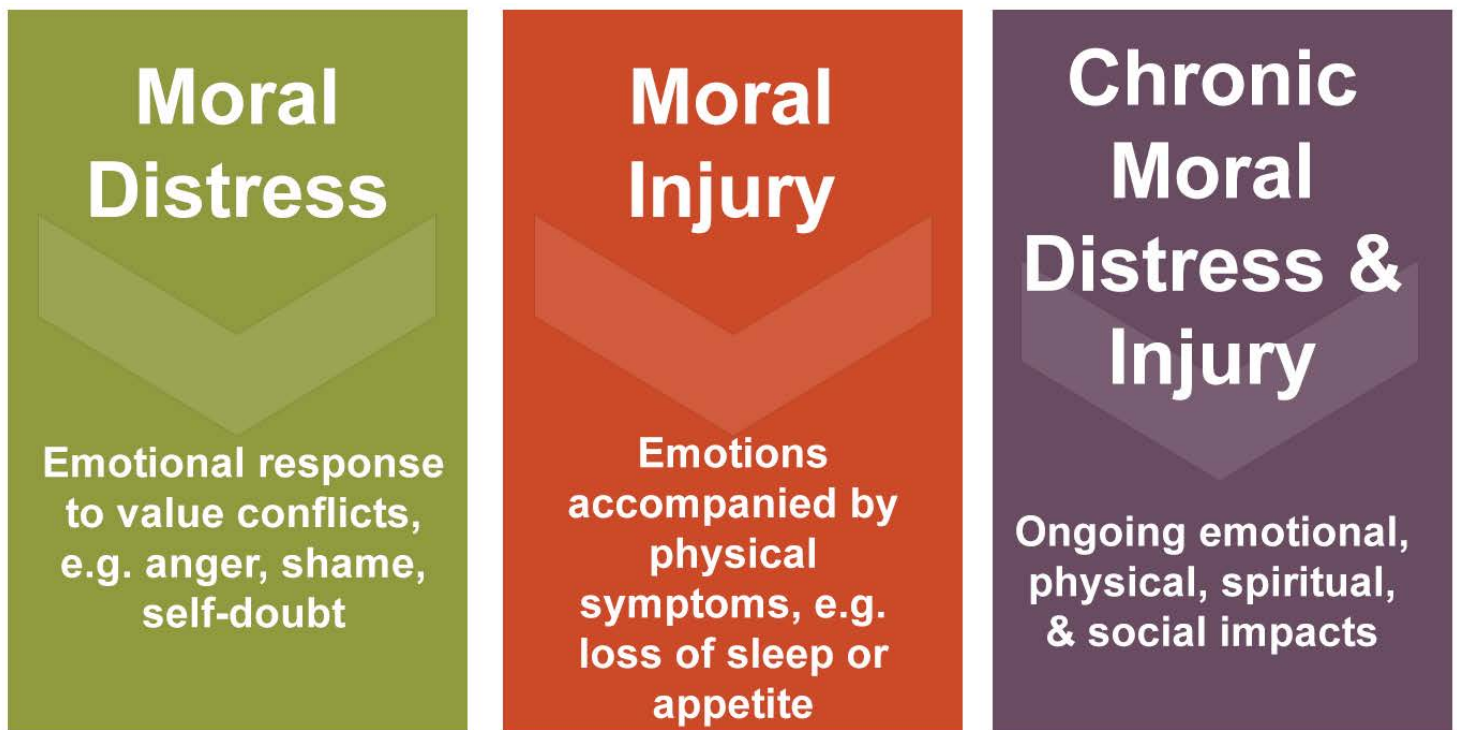 Moral
Distress
Emotional response
to value conflicts,
e.g. anger, shame,
self-doubt
Moral
Injury
Emotions
accompanied by
physical
symptoms, e.g.
loss of sleep or
appetite
Chronic
Moral
Distress &
Injury
Ongoing emotional,
physical, spiritual,
& social impacts